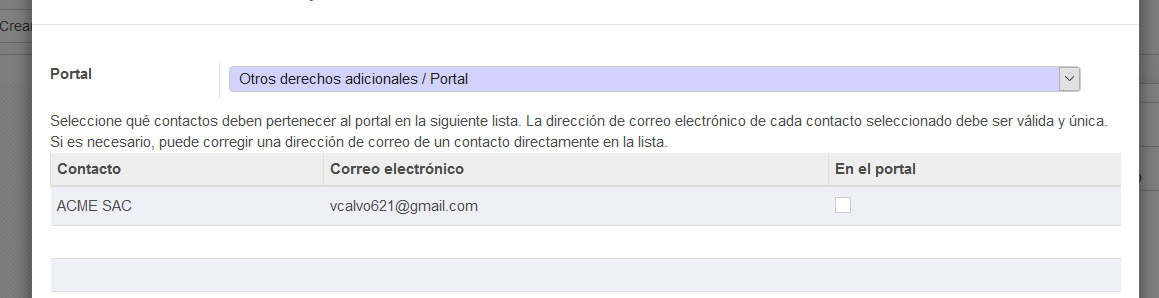 Crear
Portal
Otros derechos adicionales / Portal
Seleccione qué contactos deben pertenecer al portal en la siguiente lista. La dirección de correo electrónico de cada contacto seleccionado debe ser válida y única.
Si es necesario, puede corregir una dirección de correo de un contacto directamente en la lista.
Contacto Correo electrónico En el portal
ACME SAC vcalvo621@gmail.com